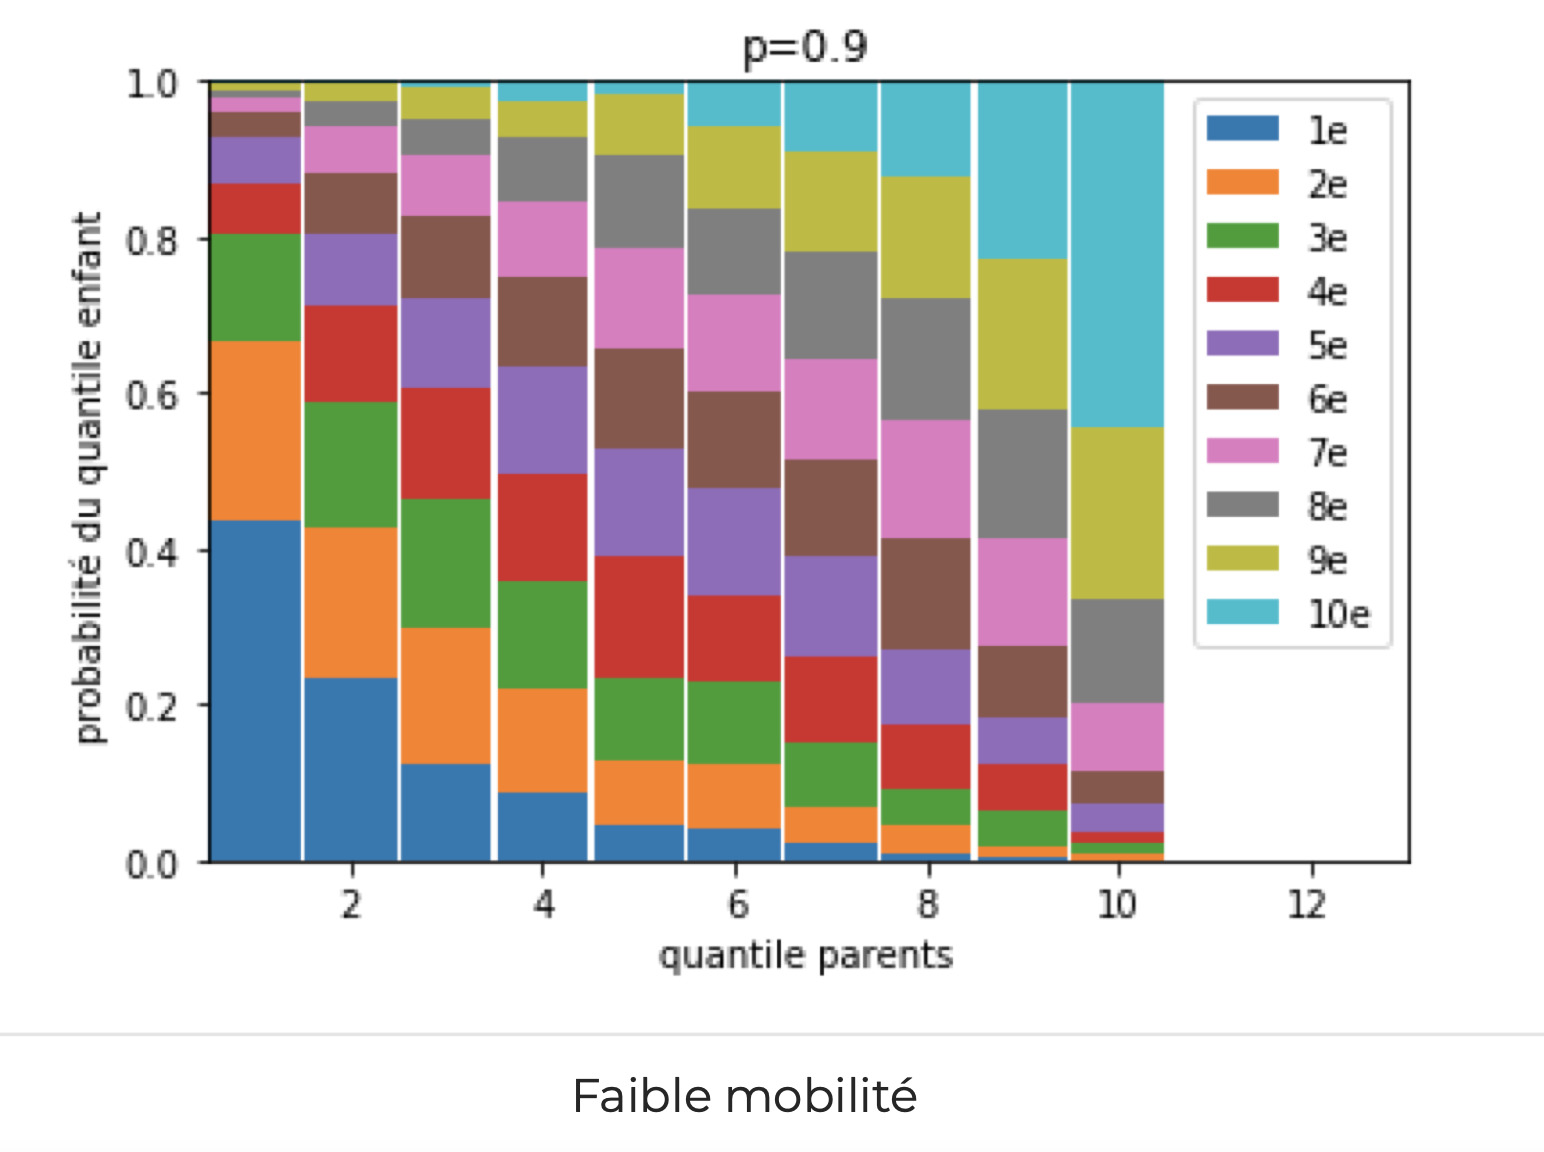 p=0.9
probabilité du quantile enfant
1.0
0.8
0.6
0.4
0.2
0.0
2
4
6
8
10
12
quantile parents
1e
2e
3e
4e
5e
6e
7e
8e
9e
10e
Faible mobilité